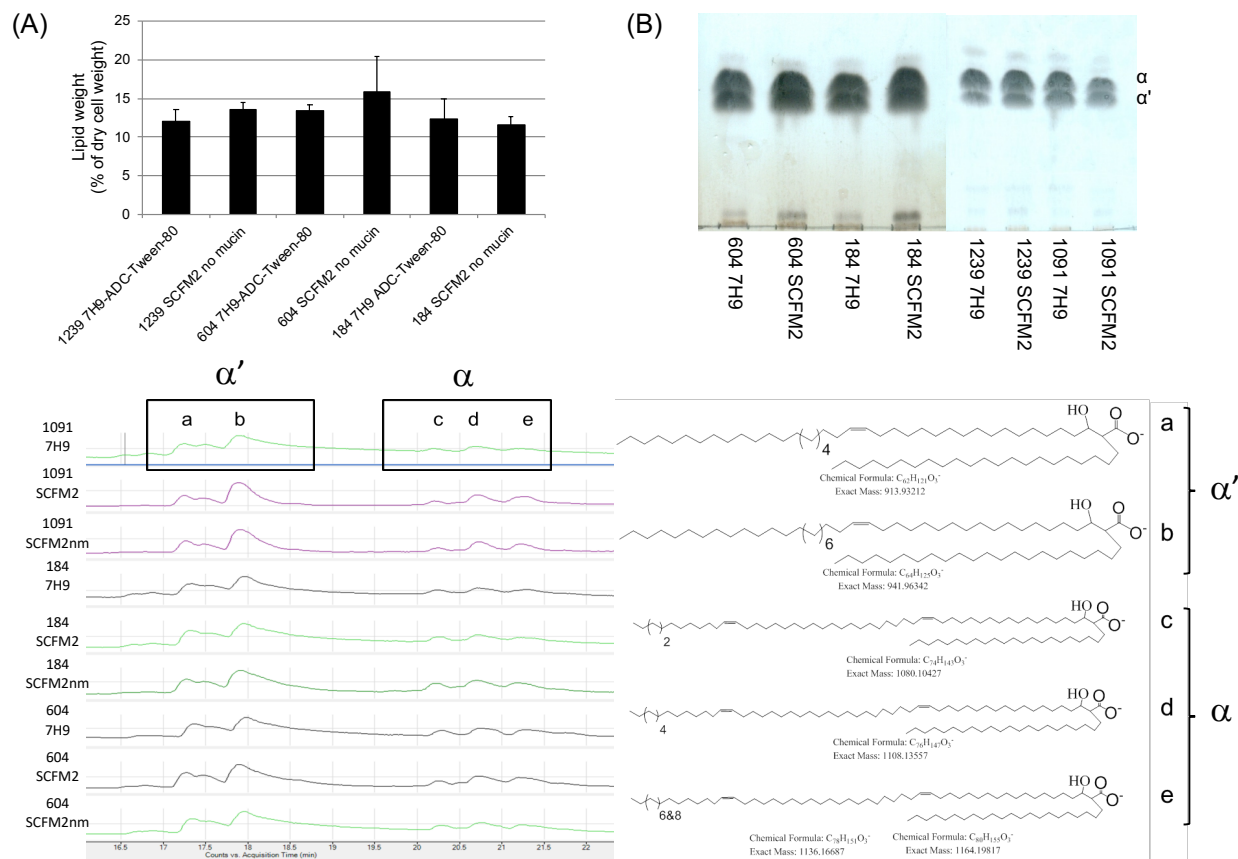 (A)
25
20
15
10
5
0
Lipid weight
(% of dry cell weight)
1239 7H9-ADC-Tween-80
1239 SCFM2 no mucin
604 7H9-ADC-Tween-80
604 SCFM2 no mucin
184 7H9 ADC-Tween-80
184 SCFM2 no mucin
(B)
α
α'
604 7H9
604 SCFM2
184 7H9
184 SCFM2
1239 7H9
1239 SCFM2
1091 7H9
1091 SCFM2
α’
α
a b
c d e
1091
7H9
1091
SCFM2
1091
SCFM2nm
184
7H9
184
SCFM2
184
SCFM2nm
604
7H9
604
SCFM2
604
SCFM2nm
16.5 17 17.5 18 18.5 19 19.5 20 20.5 21 21.5 22
Counts vs. Acquisition Time (min)
HO O
O-
4
Chemical Formula: C62H121O3-
Exact Mass: 913.93212
a
HO O
O-
6
Chemical Formula: C64H125O3-
Exact Mass: 941.96342
b
α’
HO O
O-
2
Chemical Formula: C74H143O3-
Exact Mass: 1080.10427
c
HO O
O-
4
Chemical Formula: C76H147O3-
Exact Mass: 1108.13557
d
HO O
O-
6&8
Chemical Formula: C78H151O3-
Exact Mass: 1136.16687
Chemical Formula: C80H155O3-
Exact Mass: 1164.19817
e
α